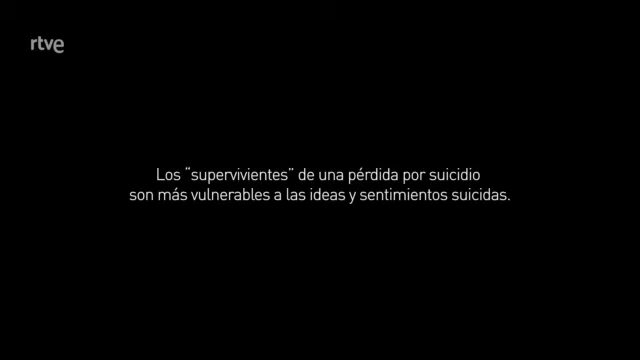 rtve
Los “supervivientes” de una pérdida por suicidio
son más vulnerables a las ideas y sentimientos suicidas.